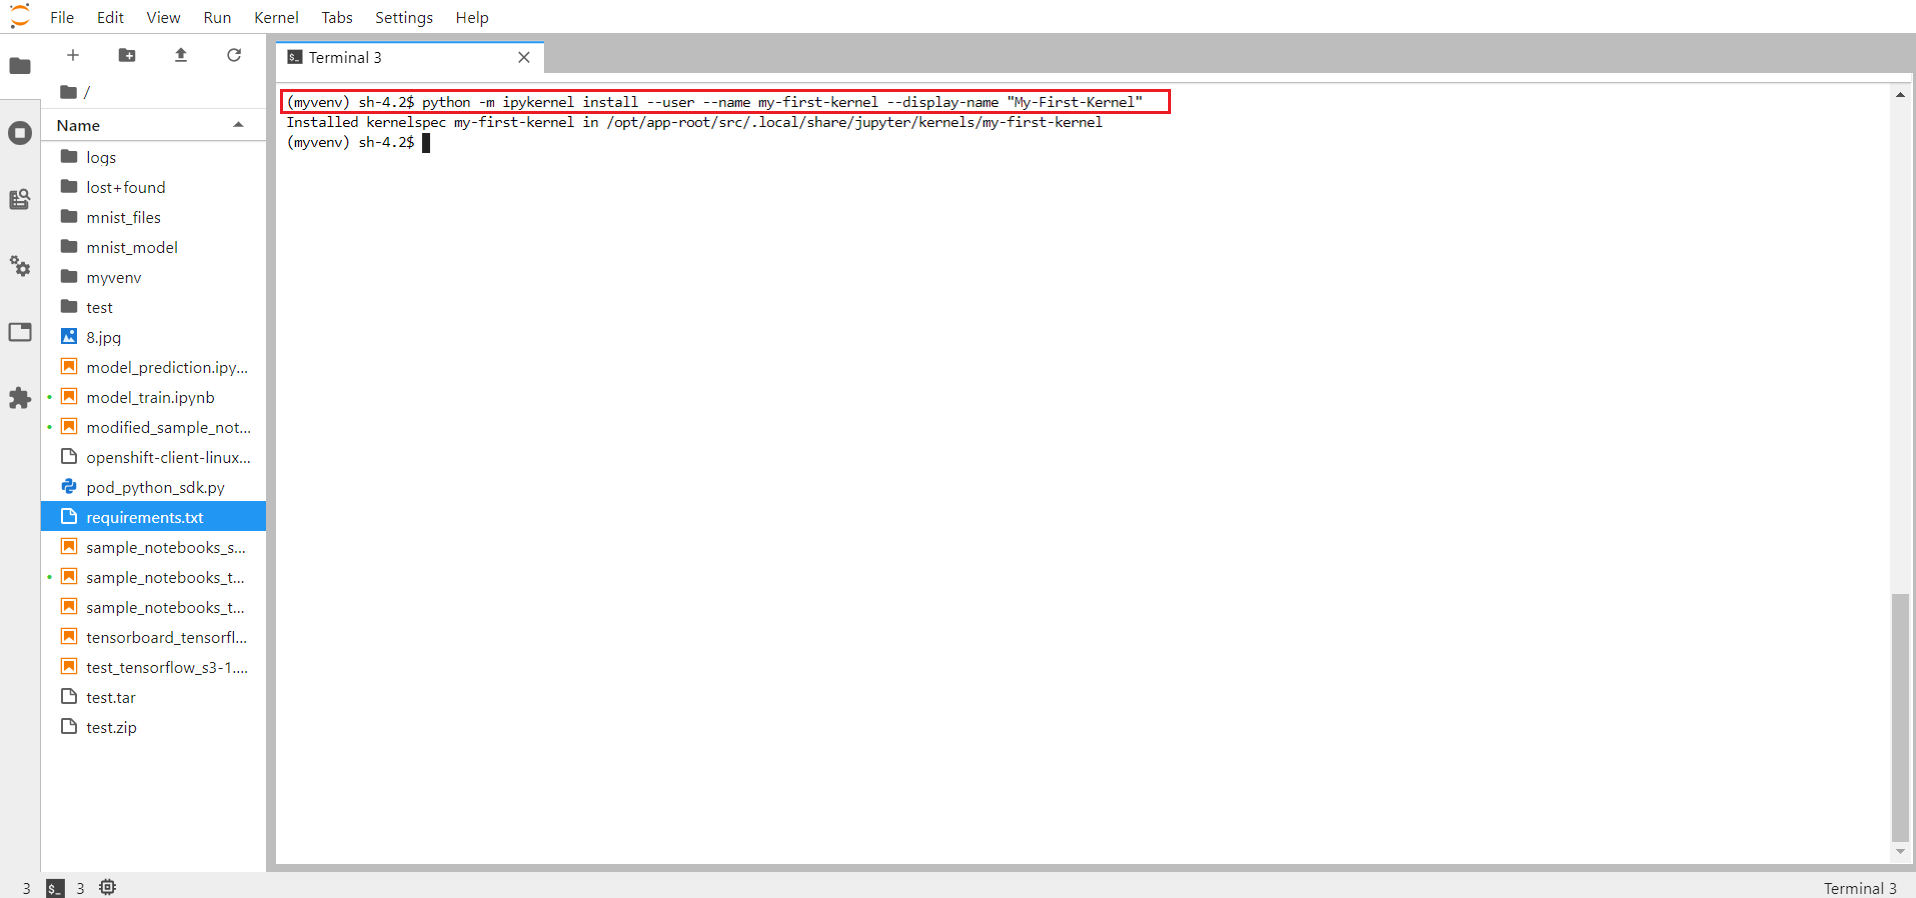 File Edit View Run Kernel Tabs Settings Help
Terminal 3
/
Name
logs
lost+found
mnist_files
mnist_model
myvenv
test
8.jpg
model_prediction.ipy...
model_train.ipynb
modified_sample_not...
openshift-client-linux...
pod_python_sdk.py
requirements.txt
sample_notebooks_s...
sample_notebooks_t...
sample_notebooks_t...
tensorboard_tensorfl...
test_tensorflow_s3-1....
test.tar
test.zip
(myvenv) sh-4.2$ python -m ipykernel install --user --name my-first-kernel --display-name "My-First-Kernel"
Installed kernelspec my-first-kernel in /opt/app-root/src/.local/share/jupyter/kernels/my-first-kernel
(myvenv) sh-4.2$
3 $_ 3 Terminal 3